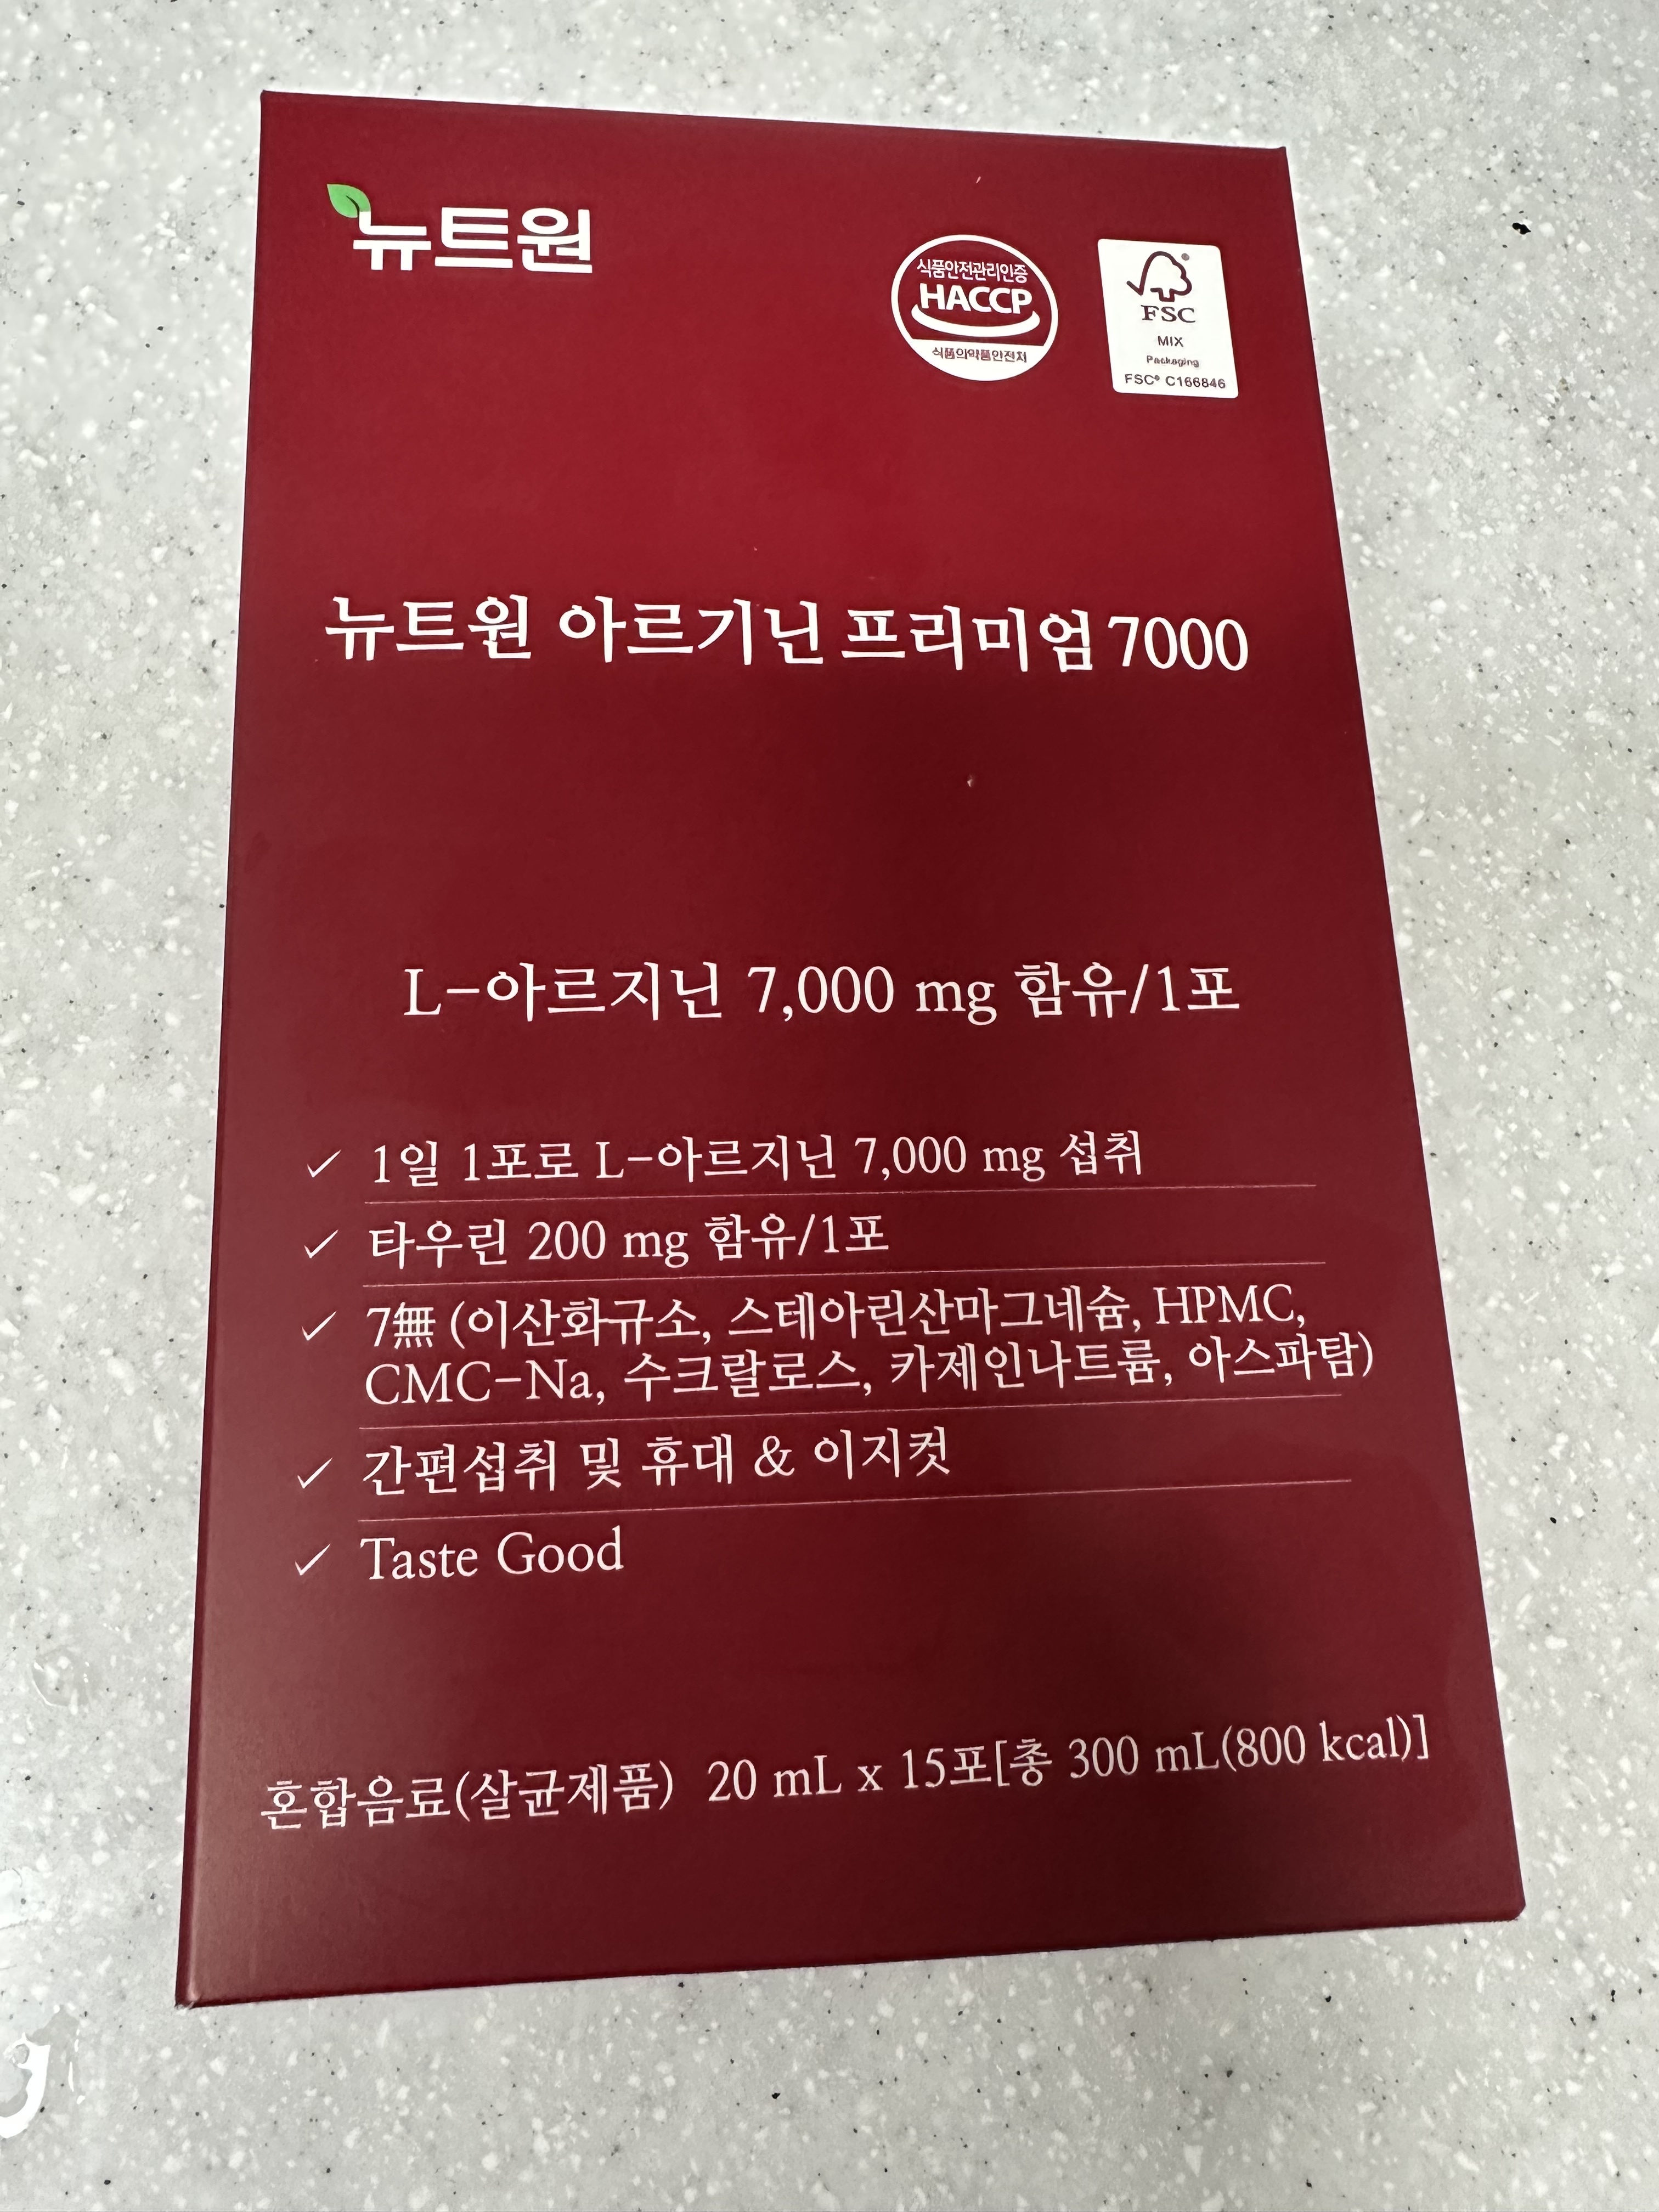 뉴트원
식품안전관리인증
HACCP
식품의약품안전처
FSC®
MIX
Packaging
FSC® C166846
뉴트원 아르기닌 프리미엄 7000
L-아르지닌 7,000 mg 함유/1포
✓ 1일 1포로 L-아르지닌 7,000 mg 섭취
✓ 타우린 200 mg 함유/1포
✓ 7無 (이산화규소, 스테아린산마그네슘, HPMC,
CMC-Na, 수크랄로스, 카제인나트륨, 아스파탐)
✓ 간편섭취 및 휴대 & 이지컷
✓ Taste Good
혼합음료(살균제품) 20 mL x 15포[총 300 mL(800 kcal)]